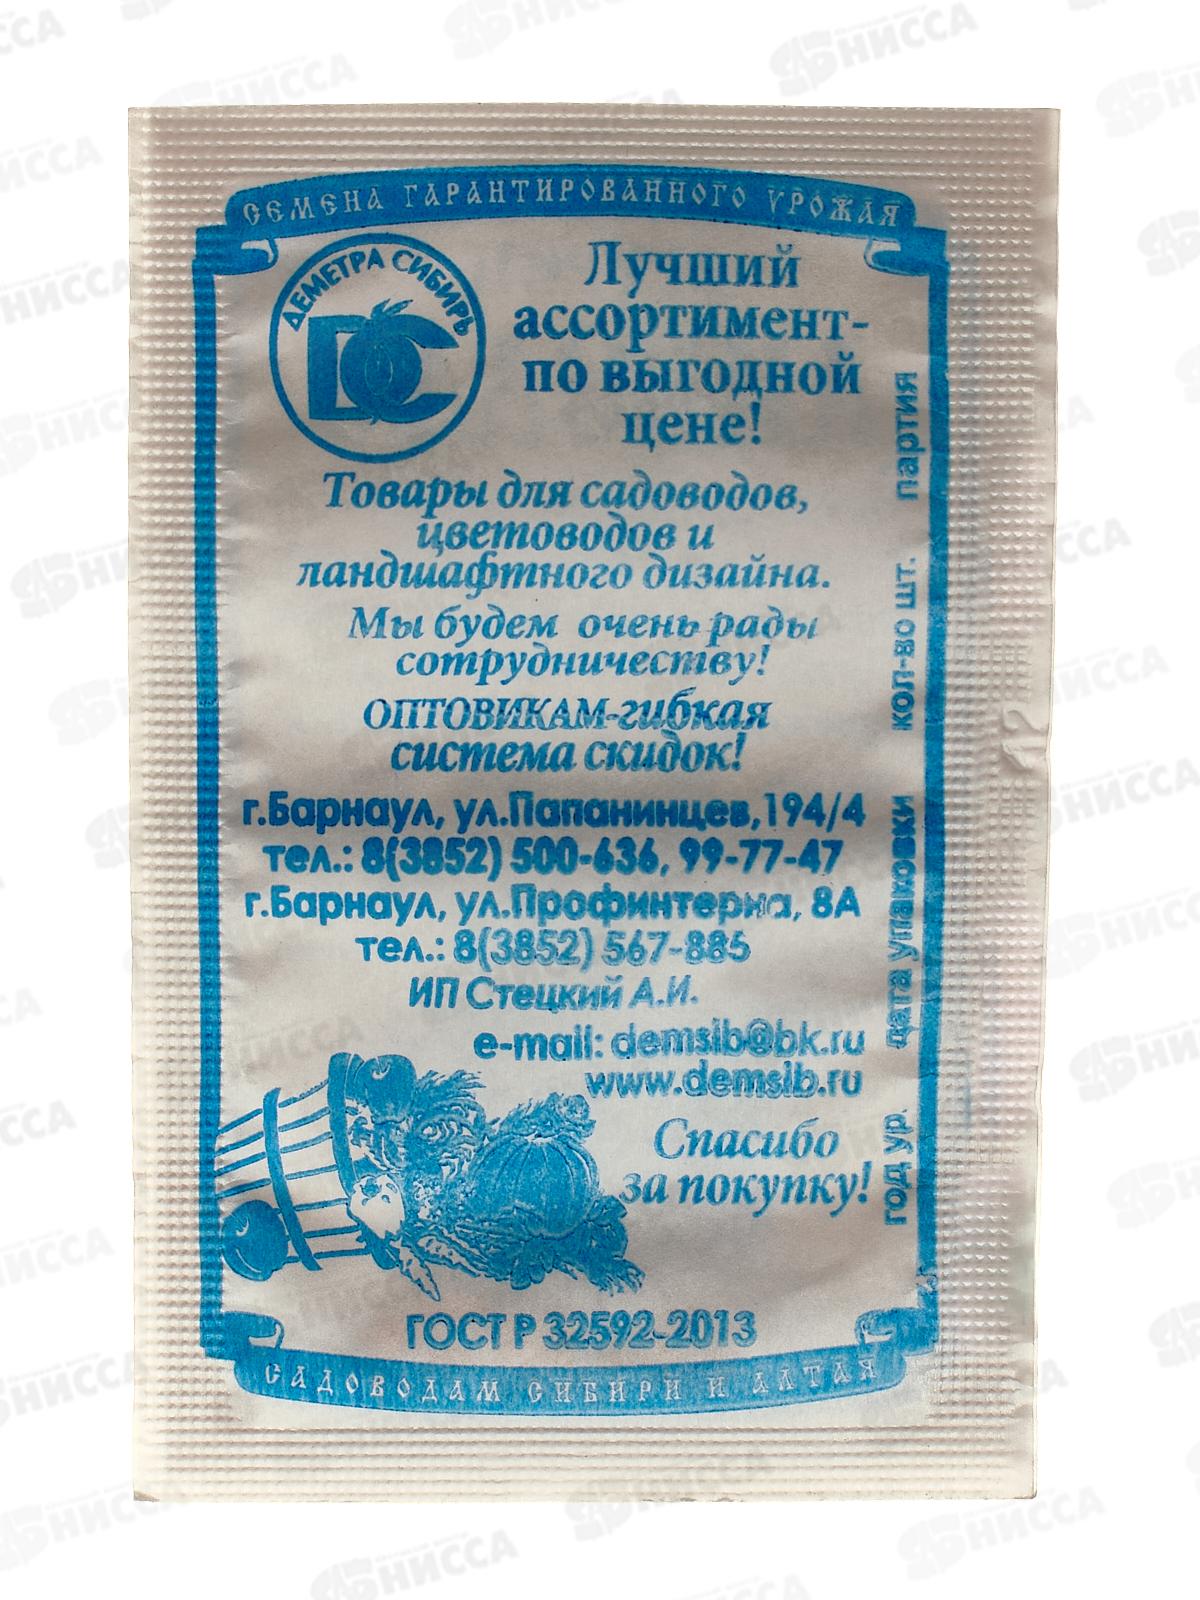 СЕМЕНА ГАРАНТИРОВАННОГО УРОЖАЯ
ДЕМЕТРА СИБИРЬ
ДС
Лучший
ассортимент-
по выгодной
цене!
Товары для садоводов,
цветоводов и
ландшафтного дизайна.
Мы будем очень рады
сотрудничеству!
ОПТОВИКАМ-гибкая
система скидок!
г.Барнаул, ул.Папанинцев,194/4
тел.: 8(3852) 500-636, 99-77-47
г.Барнаул, ул.Профинтерна, 8А
тел.: 8(3852) 567-886
ИП Стецкий А.И.
e-mail: demsib@bk.ru
www.demsib.ru
Спасибо
за покупку!
ГОСТ Р 32592-2013
САДОВОДАМ СИБИРИ И АЛТАЯ
год ур. дата упаковки кол-во шт. партия
НИССА